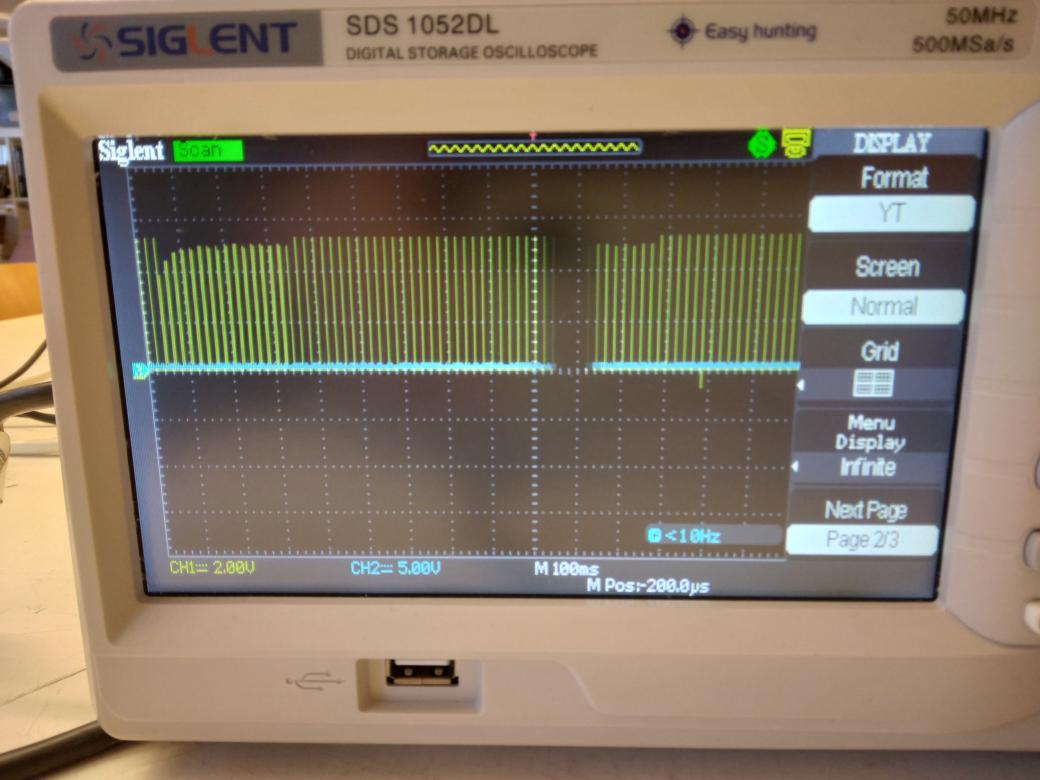 SIGLENT
SDS 1052DL
DIGITAL STORAGE OSCILLOSCOPE
Easy hunting
50MHz
500MSa/s
Siglent
Scan
DISPLAY
Format
YT
Screen
Normal
Grid
Menu
Display
Infinite
Next Page
Page 2/3
<10Hz
CH1 2.00V
CH2 5.00V
M 100ms
M Pos:-200.0µs